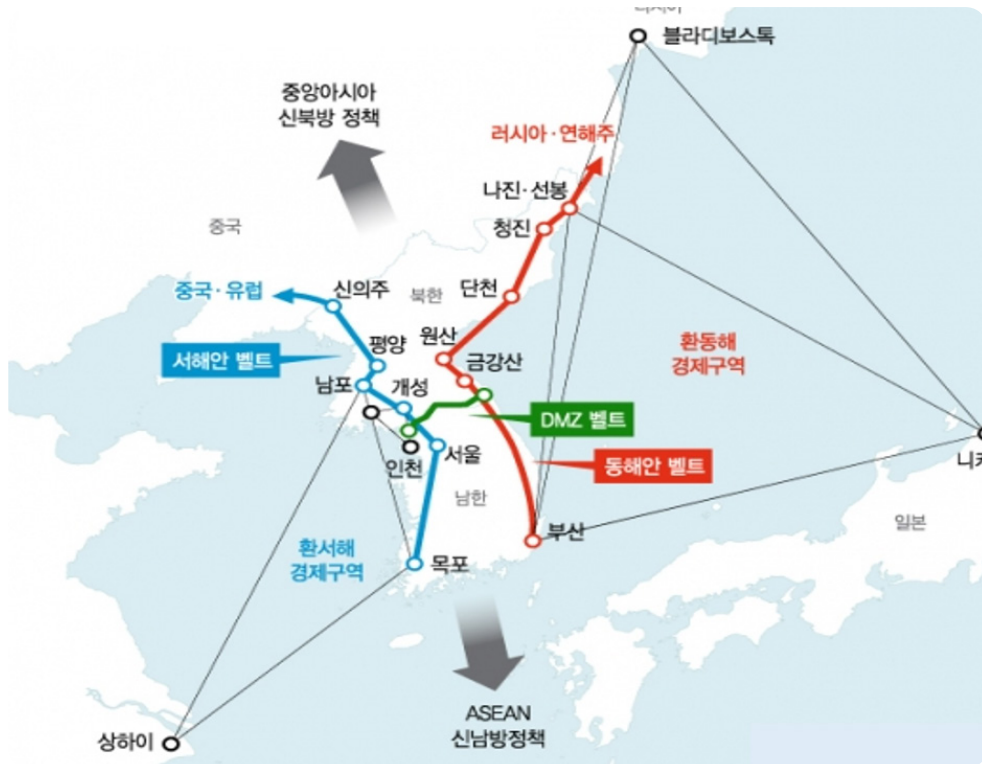 블라디보스톡
중앙아시아
신북방 정책
러시아·연해주
나진·선봉
중국
청진
중국·유럽
신의주
북한
단천
평양
원산
서해안 벨트
금강산
환동해
경제구역
남포
개성
DMZ 벨트
인천
서울
동해안 벨트
남한
일본
부산
환서해
경제구역
목포
ASEAN
신남방정책
상하이